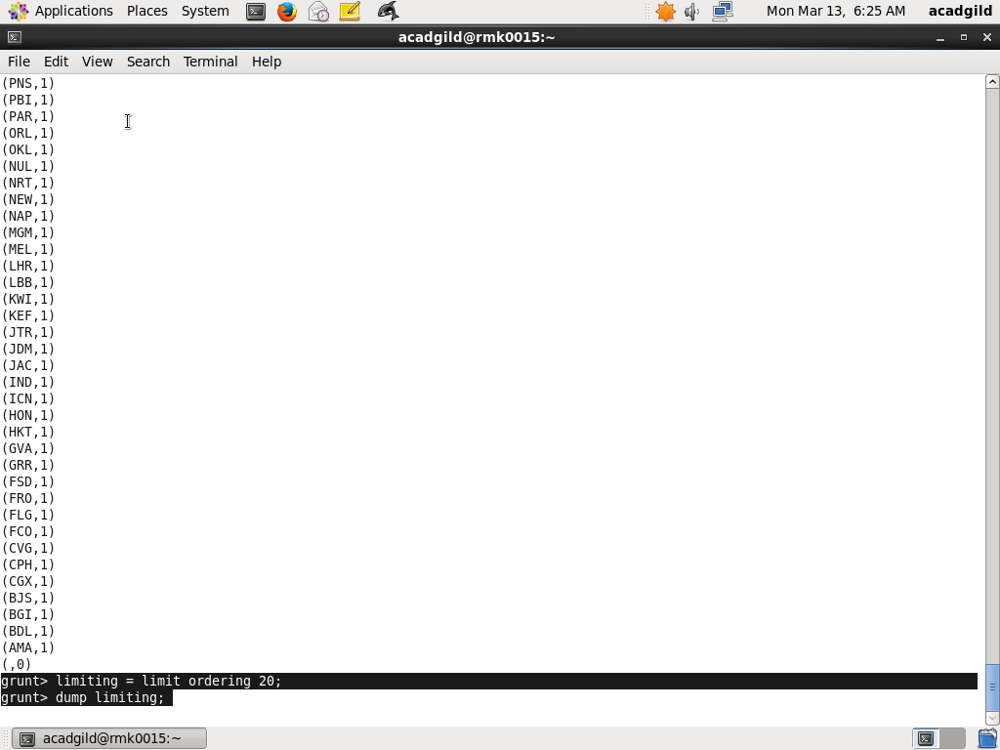 Applications Places System Mon Mar 13, 6:25 AM acadgild
acadgild@rmk0015:~
File Edit View Search Terminal Help
(PNS,1)
(PBI,1)
(PAR,1)
(ORL,1)
(OKL,1)
(NUL,1)
(NRT,1)
(NEW,1)
(NAP,1)
(MGM,1)
(MEL,1)
(LHR,1)
(LBB,1)
(KWI,1)
(KEF,1)
(JTR,1)
(JDM,1)
(JAC,1)
(IND,1)
(ICN,1)
(HON,1)
(HKT,1)
(GVA,1)
(GRR,1)
(FSD,1)
(FRO,1)
(FLG,1)
(FCO,1)
(CVG,1)
(CPH,1)
(CGX,1)
(BJS,1)
(BGI,1)
(BDL,1)
(AMA,1)
(,0)
grunt> limiting = limit ordering 20;
grunt> dump limiting;
acadgild@rmk0015:~